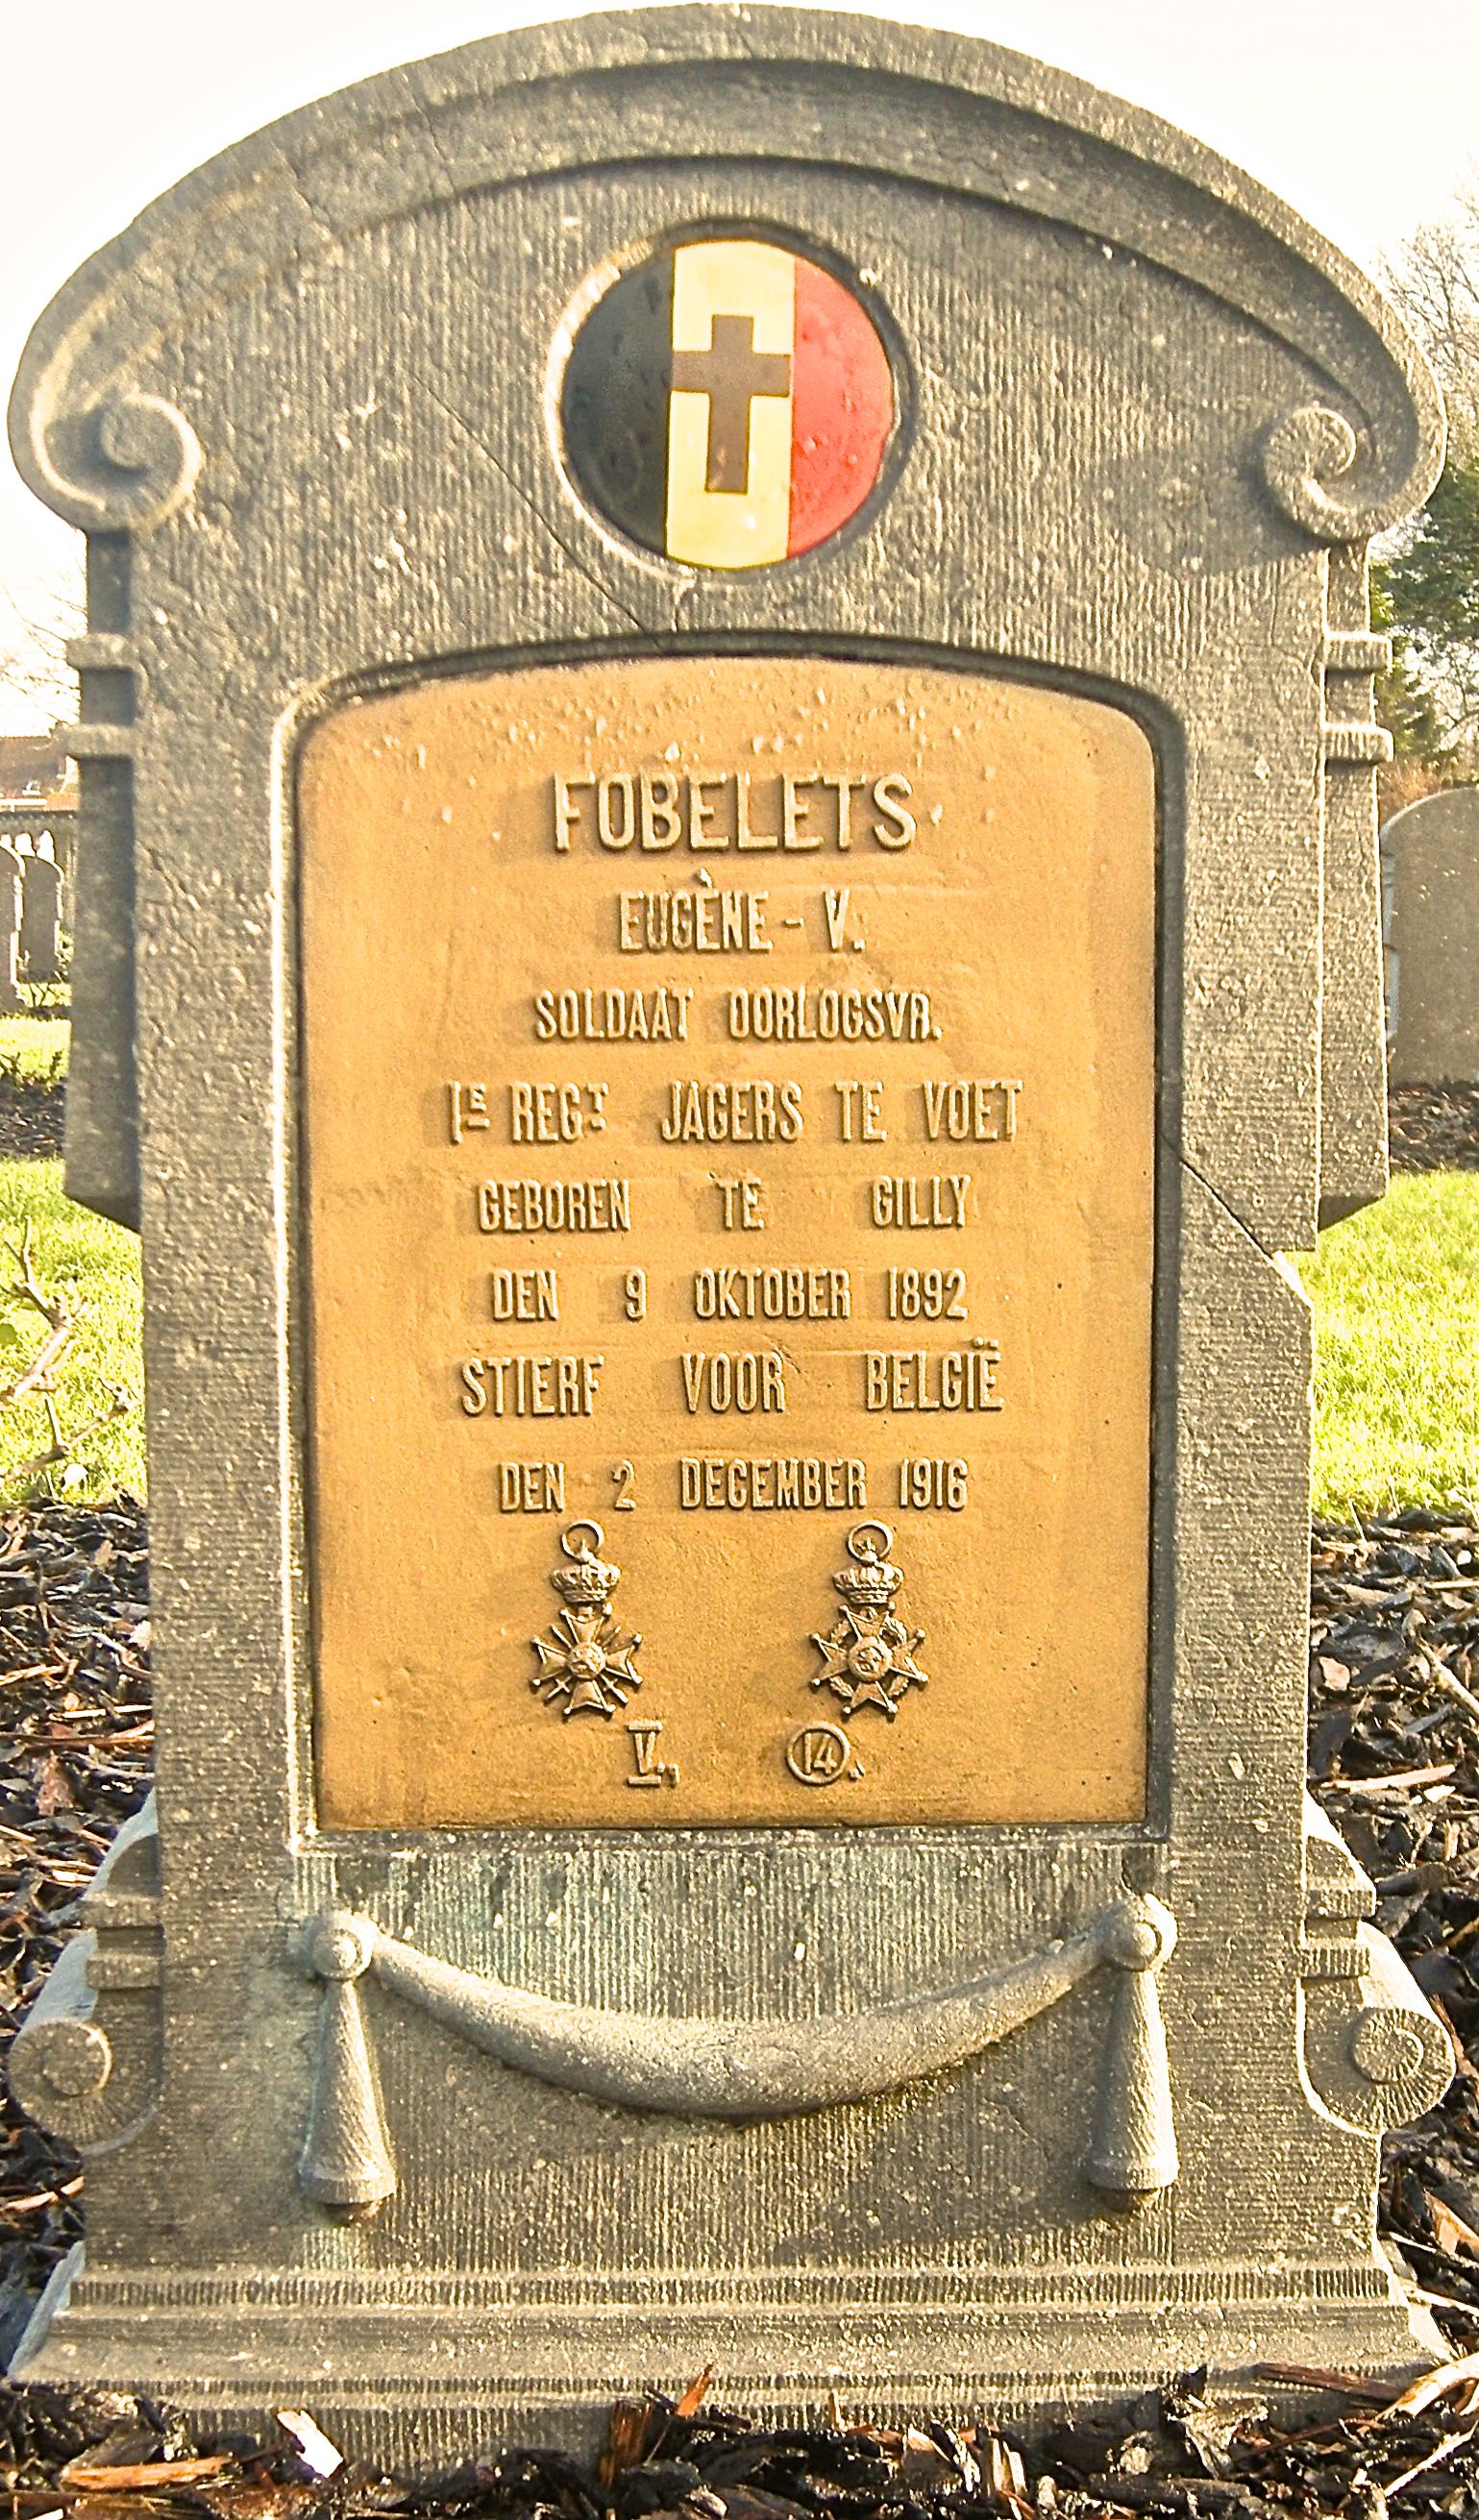 FOBELETS
EUGÈNE - V.
SOLDAAT OORLOGSVR.
1E REGT JAGERS TE VOET
GEBOREN TE GILLY
DEN 9 OKTOBER 1892
STIERF VOOR BELGIË
DEN 2 DECEMBER 1916
V. 14.